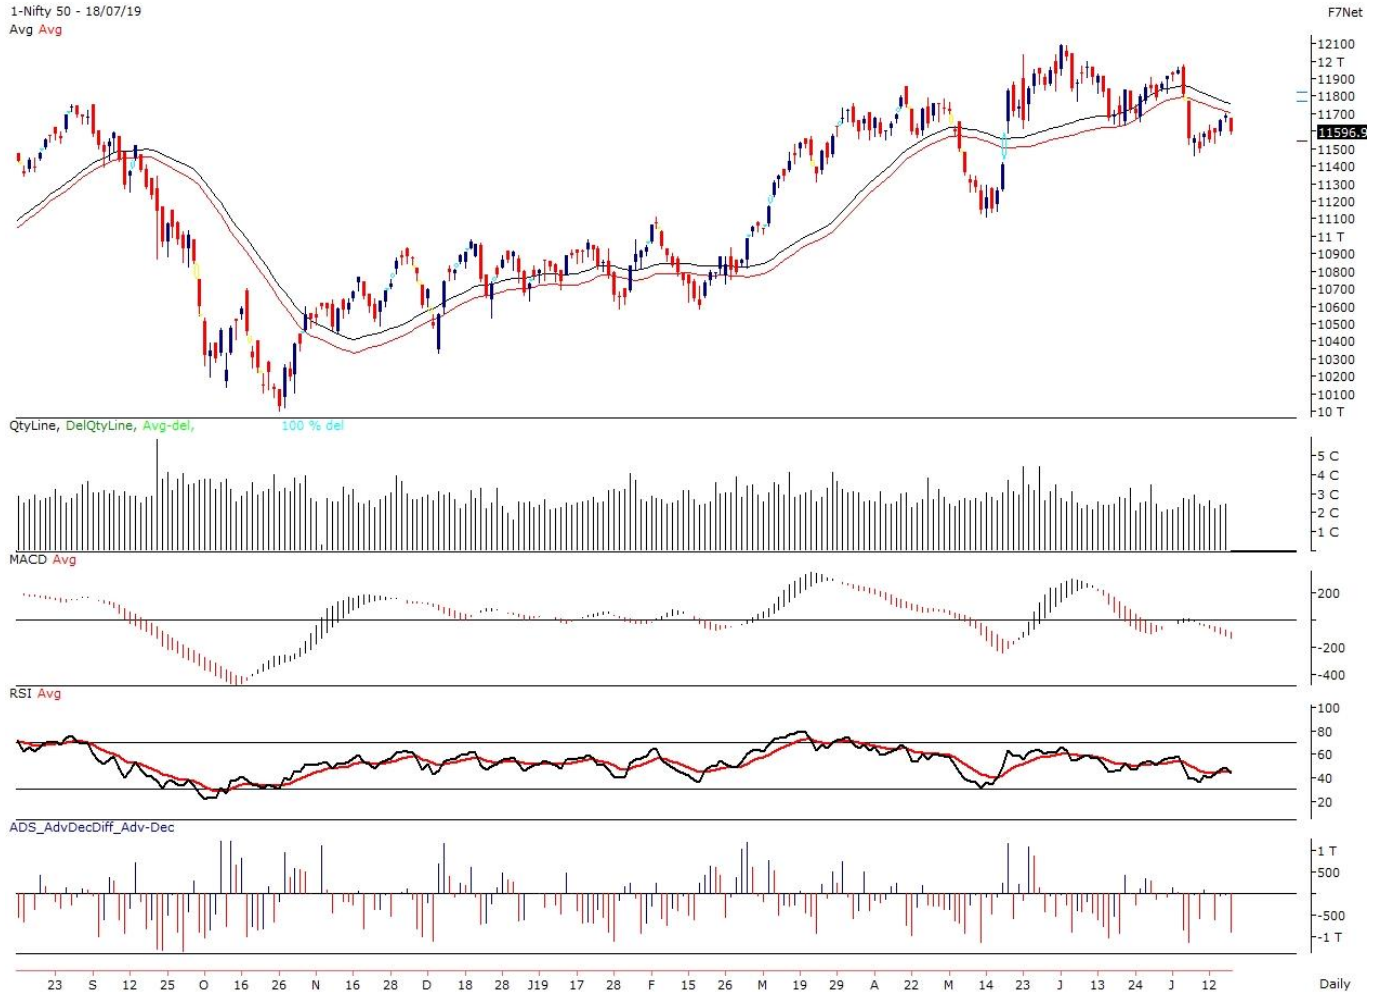 1-Nifty 50 - 18/07/19
F7Net
Avg Avg
12100
12 T
11900
11800
11700
11596.9
11500
11400
11300
11200
11100
11 T
10900
10800
10700
10600
10500
10400
10300
10200
10100
10 T
QtyLine, DelQtyLine, Avg-del, 100 % del
5 C
4 C
3 C
2 C
1 C
MACD Avg
200
-200
-400
RSI Avg
100
80
60
40
20
ADS_AdvDecDiff_Adv-Dec
1 T
500
-500
-1 T
23 S 12 25 O 16 26 N 16 28 D 18 28 J19 17 28 F 15 26 M 19 29 A 22 M 14 23 J 13 24 J 12 Daily